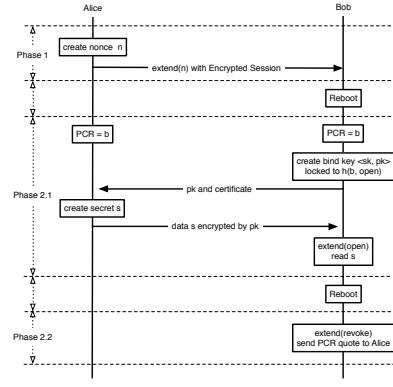 Alice
Bob
create nonce n
Phase 1
extend(n) with Encrypted Session
Reboot
PCR = b
PCR = b
create bind key <sk, pk>
locked to h(b, open)
pk and certificate
Phase 2.1
create secret s
data s encrypted by pk
extend(open)
read s
Reboot
extend(revoke)
send PCR quote to Alice
Phase 2.2